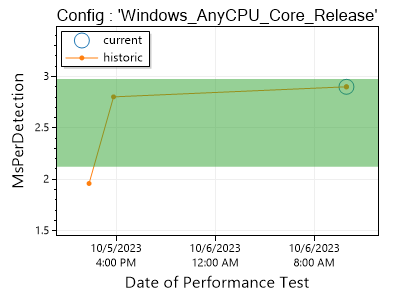 Config : 'Windows_AnyCPU_Core_Release'
current
historic
MsPerDetection
3
2.5
2
1.5
10/5/2023
4:00 PM
10/6/2023
12:00 AM
10/6/2023
8:00 AM
Date of Performance Test